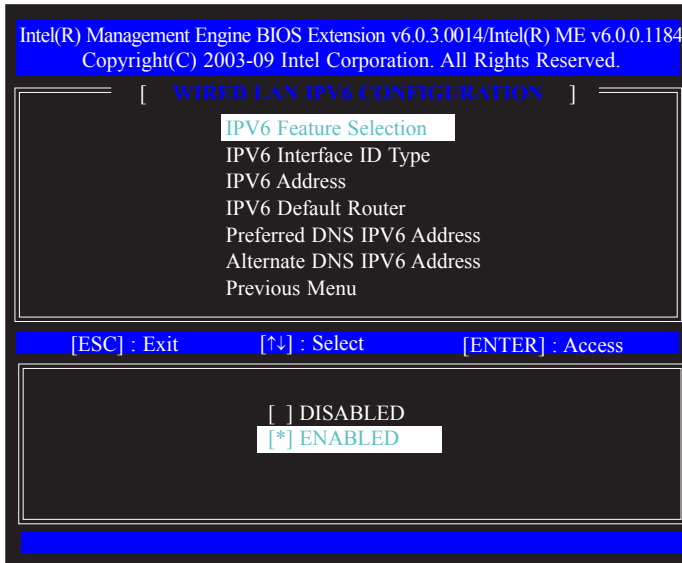 Intel(R) Management Engine BIOS Extension v6.0.3.0014/Intel(R) ME v6.0.0.1184
Copyright(C) 2003-09 Intel Corporation. All Rights Reserved.
[ WIRED LAN IPV6 CONFIGURATION ]
IPV6 Feature Selection
IPV6 Interface ID Type
IPV6 Address
IPV6 Default Router
Preferred DNS IPV6 Address
Alternate DNS IPV6 Address
Previous Menu
[ESC] : Exit [↑↓] : Select [ENTER] : Access
[ ] DISABLED
[*] ENABLED